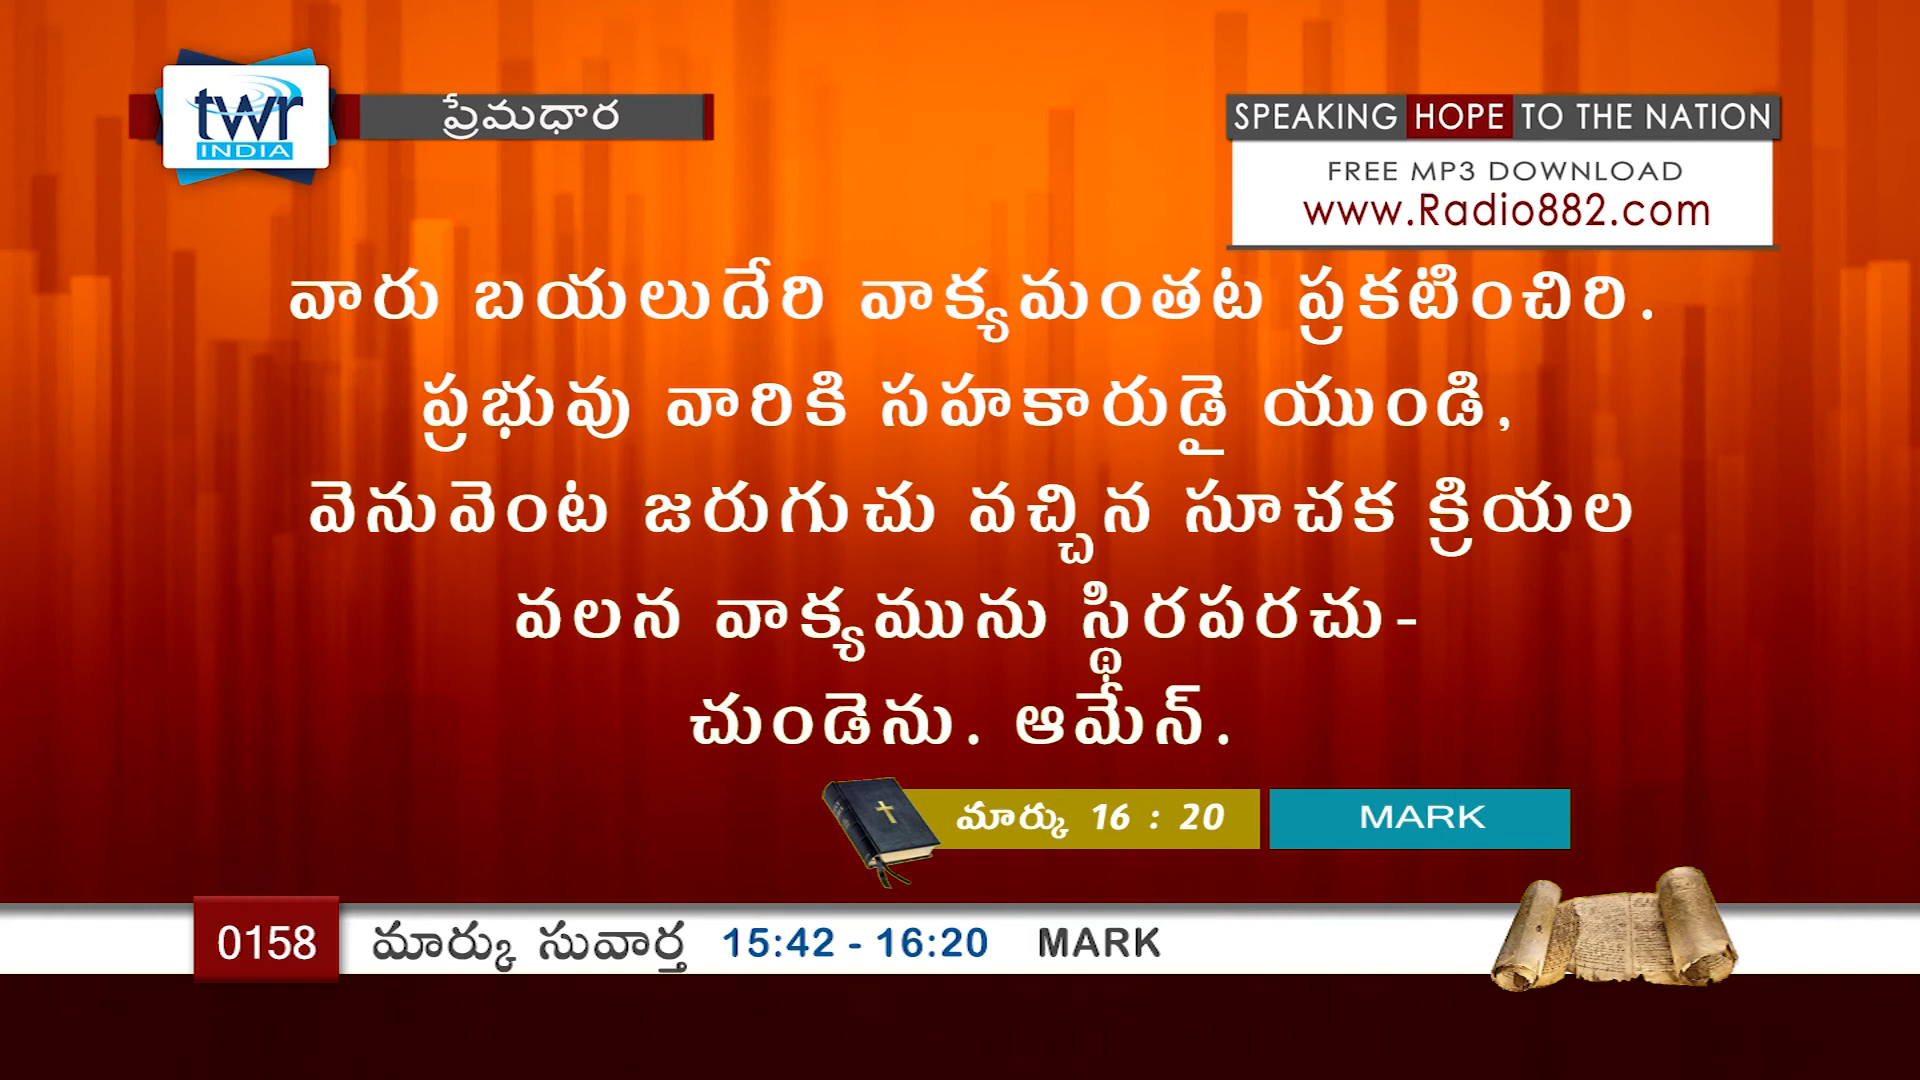 twr
INDIA
ప్రేమధార
SPEAKING HOPE TO THE NATION
FREE MP3 DOWNLOAD
www.Radio882.com
వారు బయలుదేరి వాక్యమంతట ప్రకటించిరి.
ప్రభువు వారికి సహకారుడై యుండి,
వెనువెంట జరుగుచు వచ్చిన సూచక క్రియల
వలన వాక్యమును స్థిరపరచు-
చుండెను. ఆమేన్.
మార్కు 16 : 20
MARK
0158 మార్కు సువార్త 15:42 - 16:20 MARK